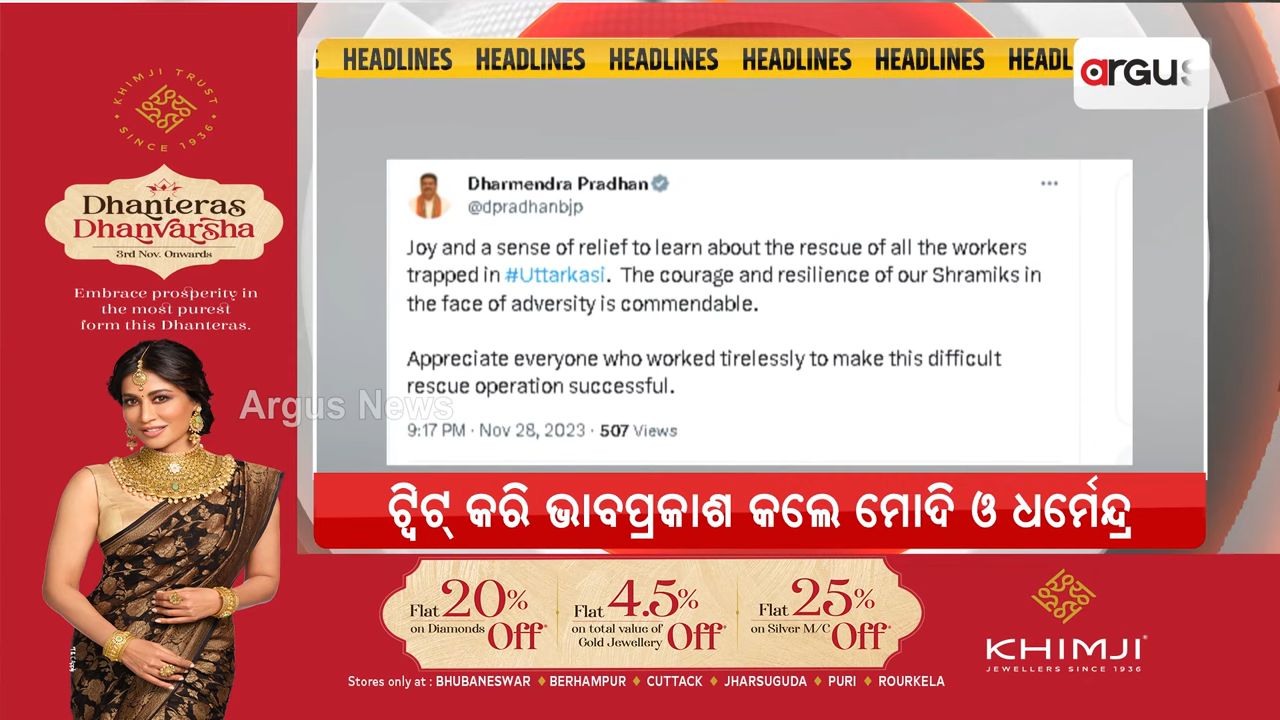 KHIMJI TRUST
SINCE 1936
Dhanteras
Dhanvarsha
3rd Nov. Onwards
Embrace prosperity in
the most purest
form this Dhanteras.
HEADLINES HEADLINES HEADLINES HEADLINES HEADLINES HEADL
argus
Dharmendra Pradhan
@dpradhanbjp
Joy and a sense of relief to learn about the rescue of all the workers
trapped in #Uttarkasi. The courage and resilience of our Shramiks in
the face of adversity is commendable.
Appreciate everyone who worked tirelessly to make this difficult
rescue operation successful.
9:17 PM · Nov 28, 2023 · 507 Views
Argus News
ଟ୍ୱିଟ୍ କରି ଭାବପ୍ରକାଶ କଲେ ମୋଦି ଓ ଧର୍ମେନ୍ଦ୍ର
Flat 20% Off*
on Diamonds
Flat 4.5% Off*
on total value of
Gold Jewellery
Flat 25% Off*
on Silver M/C
KHIMJI
JEWELLERS SINCE 1936
Stores only at : BHUBANESWAR ♦ BERHAMPUR ♦ CUTTACK ♦ JHARSUGUDA ♦ PURI ♦ ROURKELA